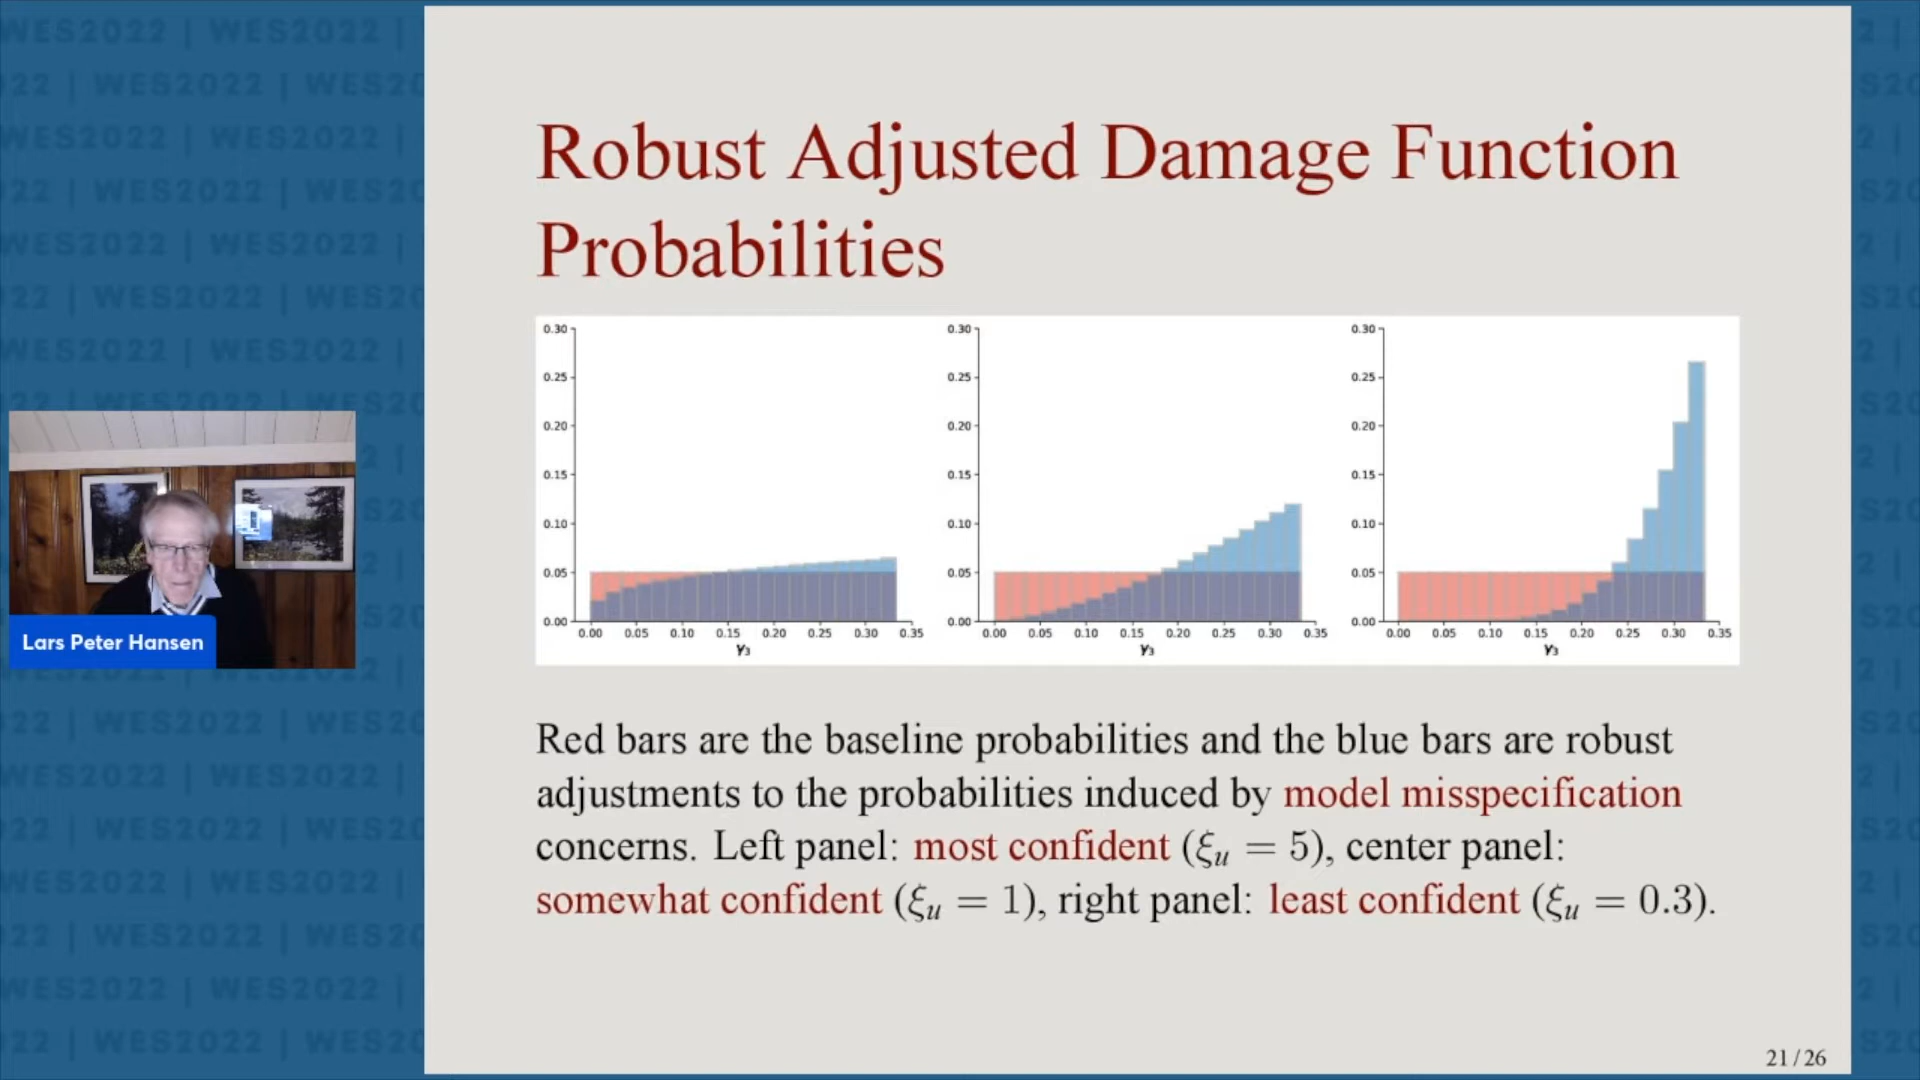 WES2022 | WES2022 |
Robust Adjusted Damage Function
Probabilities
0.30
0.25
0.20
0.15
0.10
0.05
0.00
0.00 0.05 0.10 0.15 0.20 0.25 0.30 0.35
γ₃
0.30
0.25
0.20
0.15
0.10
0.05
0.00
0.00 0.05 0.10 0.15 0.20 0.25 0.30 0.35
γ₃
0.30
0.25
0.20
0.15
0.10
0.05
0.00
0.00 0.05 0.10 0.15 0.20 0.25 0.30 0.35
γ₃
Lars Peter Hansen
Red bars are the baseline probabilities and the blue bars are robust
adjustments to the probabilities induced by model misspecification
concerns. Left panel: most confident (ξᵤ = 5), center panel:
somewhat confident (ξᵤ = 1), right panel: least confident (ξᵤ = 0.3).
21 / 26